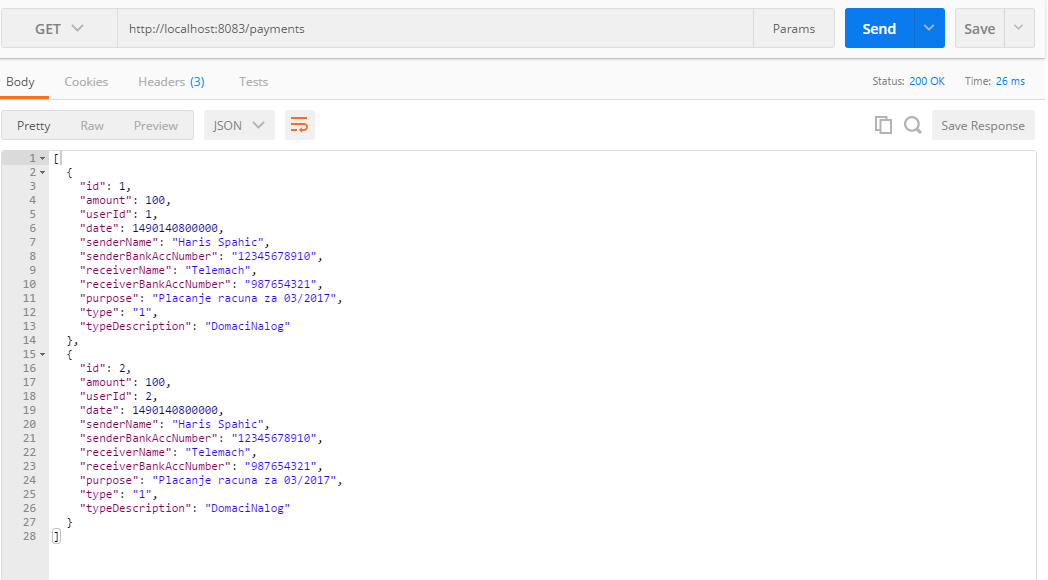 GET http://localhost:8083/payments Params Send Save
Body Cookies Headers (3) Tests Status: 200 OK Time: 26 ms
Pretty Raw Preview JSON Save Response
1 [
2 {
3 "id": 1,
4 "amount": 100,
5 "userId": 1,
6 "date": 1490140800000,
7 "senderName": "Haris Spahic",
8 "senderBankAccNumber": "12345678910",
9 "receiverName": "Telemach",
10 "receiverBankAccNumber": "987654321",
11 "purpose": "Placanje racuna za 03/2017",
12 "type": "1",
13 "typeDescription": "DomaciNalog"
14 },
15 {
16 "id": 2,
17 "amount": 100,
18 "userId": 2,
19 "date": 1490140800000,
20 "senderName": "Haris Spahic",
21 "senderBankAccNumber": "12345678910",
22 "receiverName": "Telemach",
23 "receiverBankAccNumber": "987654321",
24 "purpose": "Placanje racuna za 03/2017",
25 "type": "1",
26 "typeDescription": "DomaciNalog"
27 }
28 ]